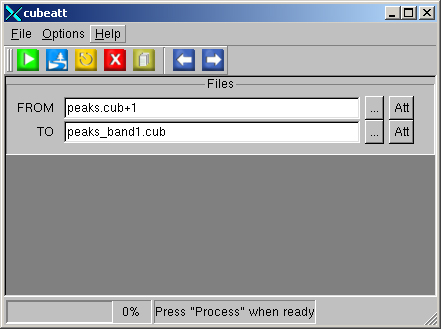 cubeatt
File Options Help
Files
FROM peaks.cub+1 ... Att
TO peaks_band1.cub ... Att
0% Press "Process" when ready